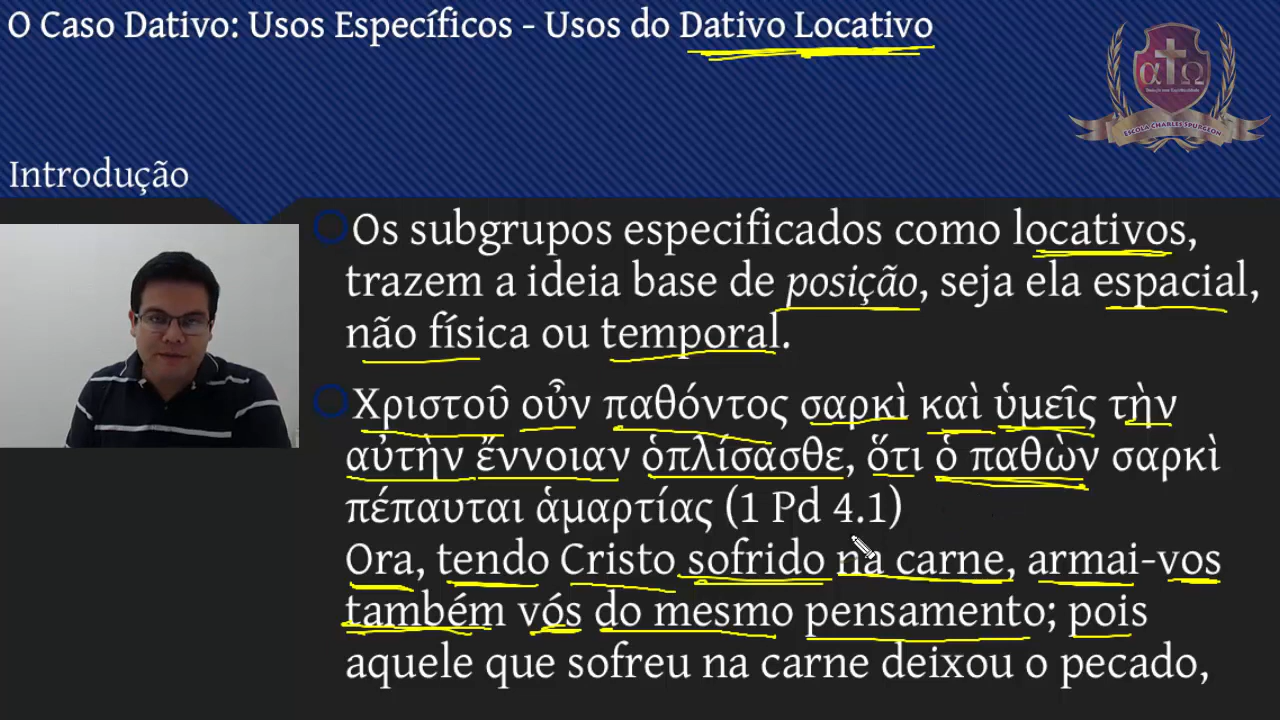 O Caso Dativo: Usos Específicos - Usos do Dativo Locativo
α Ω
ESCOLA CHARLES SPURGEON
Introdução
Os subgrupos especificados como locativos,
trazem a ideia base de posição, seja ela espacial,
não física ou temporal.
Χριστοῦ οὖν παθόντος σαρκὶ καὶ ὑμεῖς τὴν
αὐτὴν ἔννοιαν ὁπλίσασθε, ὅτι ὁ παθὼν σαρκὶ
πέπαυται ἁμαρτίας (1 Pd 4.1)
Ora, tendo Cristo sofrido na carne, armai-vos
também vós do mesmo pensamento; pois
aquele que sofreu na carne deixou o pecado,